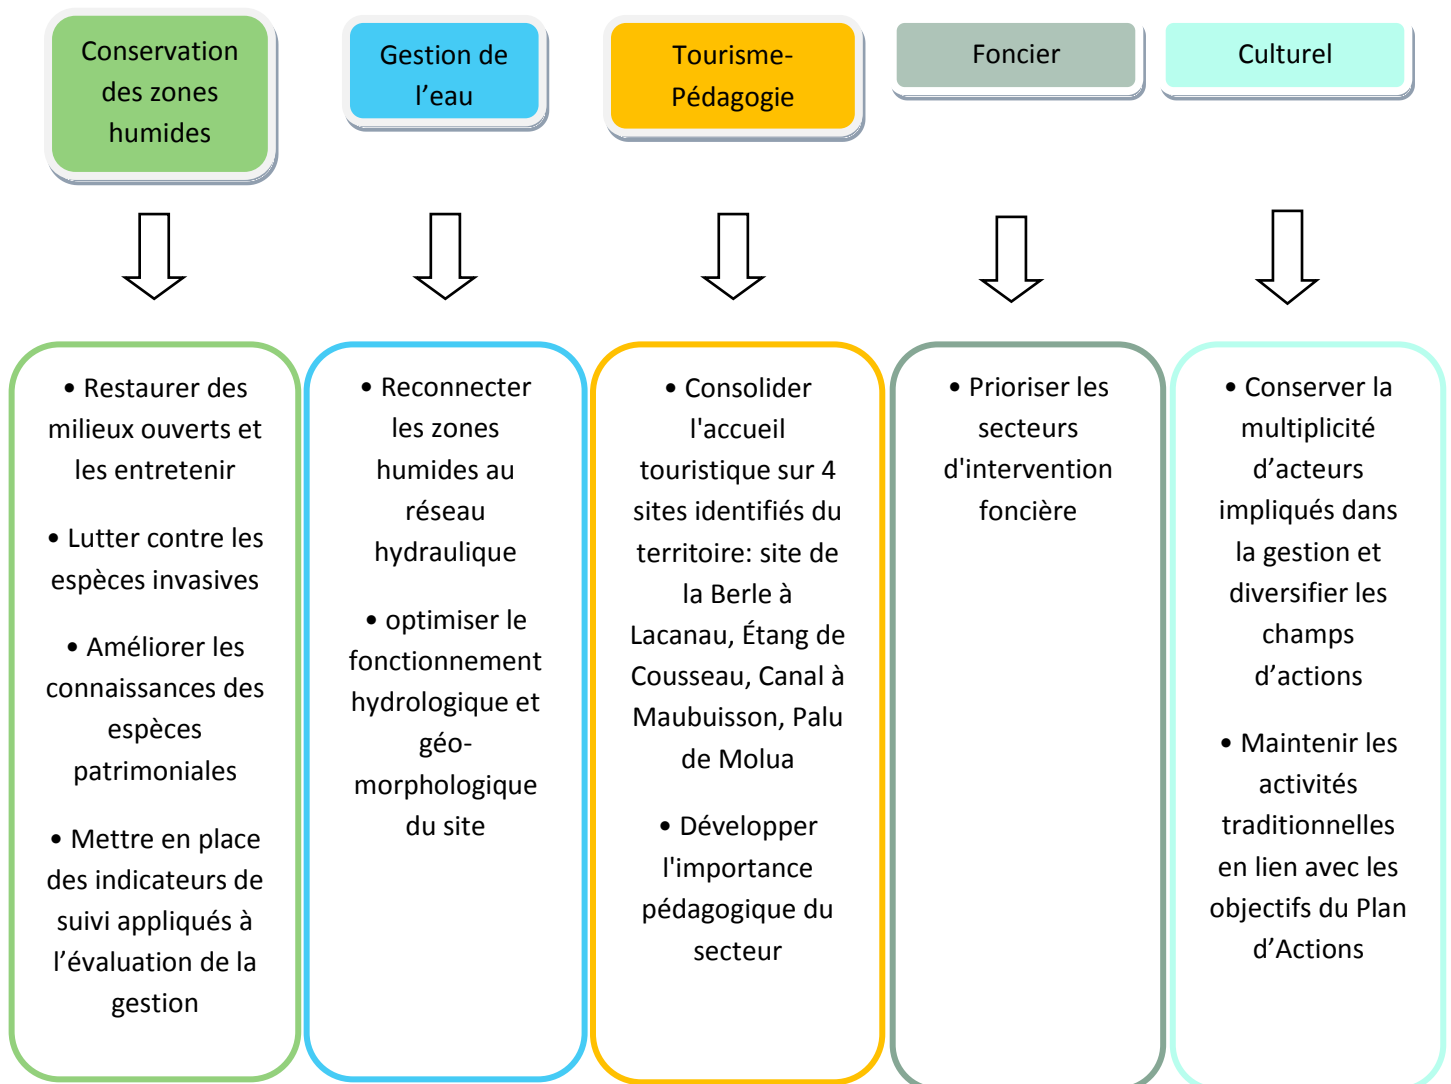 Conservation
des zones
humides
Gestion de
l’eau
Tourisme-
Pédagogie
Foncier
Culturel
• Restaurer des
milieux ouverts et
les entretenir
• Lutter contre les
espèces invasives
• Améliorer les
connaissances des
espèces
patrimoniales
• Mettre en place
des indicateurs de
suivi appliqués à
l’évaluation de la
gestion
• Reconnecter
les zones
humides au
réseau
hydraulique
• optimiser le
fonctionnement
hydrologique et
géo-
morphologique
du site
• Consolider
l'accueil
touristique sur 4
sites identifiés du
territoire: site de
la Berle à
Lacanau, Étang de
Cousseau, Canal à
Maubuisson, Palu
de Molua
• Développer
l'importance
pédagogique du
secteur
• Prioriser les
secteurs
d'intervention
foncière
• Conserver la
multiplicité
d’acteurs
impliqués dans
la gestion et
diversifier les
champs
d’actions
• Maintenir les
activités
traditionnelles
en lien avec les
objectifs du Plan
d’Actions